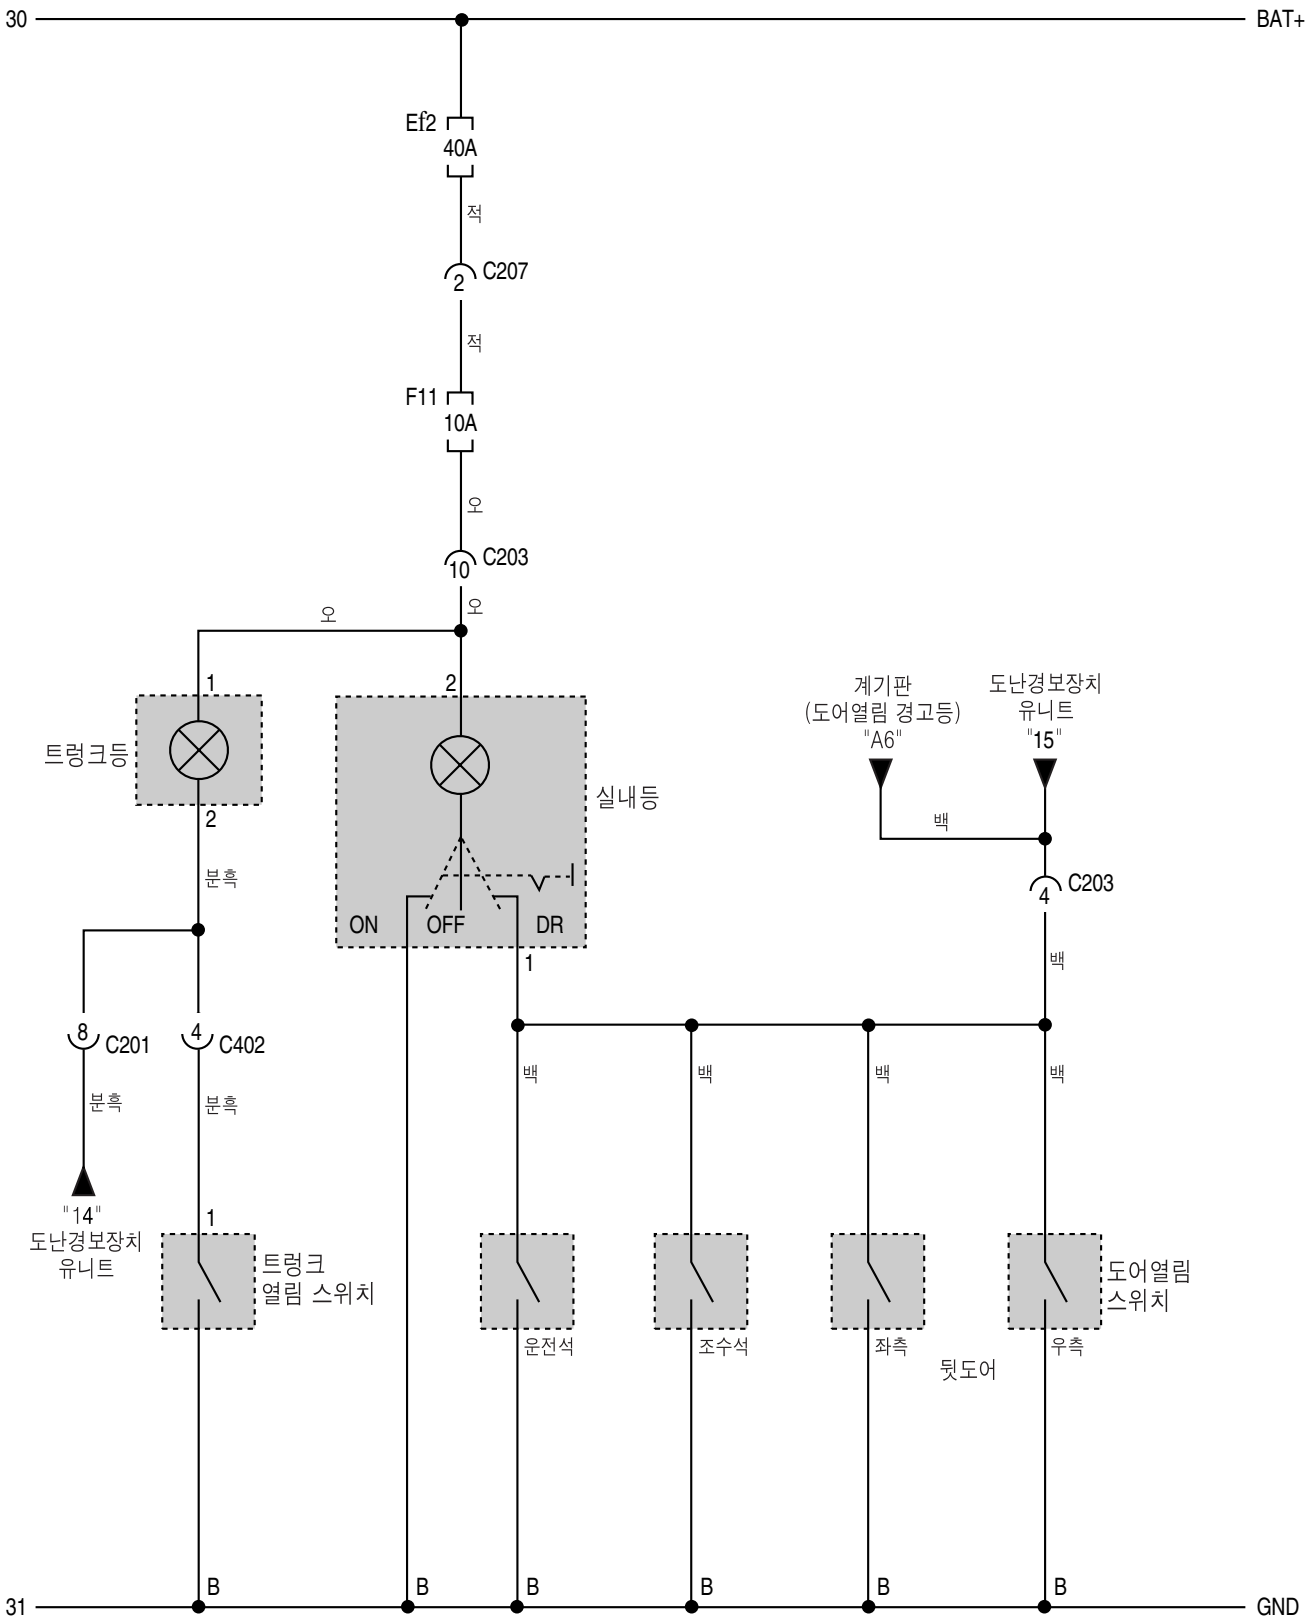 30
BAT+
Ef2
40A
적
C207
2
적
F11
10A
오
C203
10
오
오
1
2
계기판
(도어열림 경고등)
"A6"
도난경보장치
유니트
"15"
트렁크등
실내등
2
백
분흑
C203
4
ON
OFF
DR
1
백
8
C201
4
C402
백
백
백
백
분흑
분흑
"14"
도난경보장치
유니트
1
트렁크
열림 스위치
도어열림
스위치
운전석
조수석
좌측
우측
뒷도어
B
B
B
B
B
B
31
GND